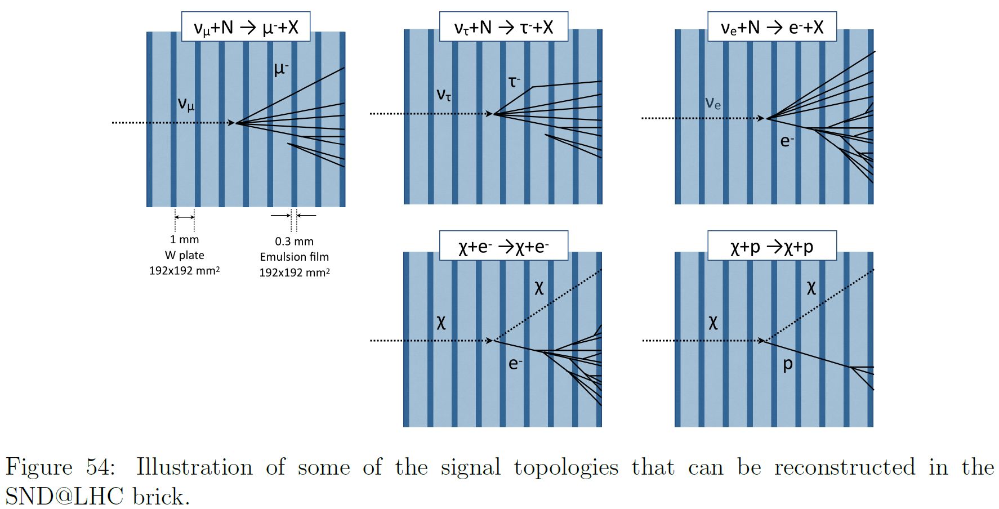 νμ+N → μ-+X
ντ+N → τ-+X
νe+N → e-+X
μ-
νμ
τ-
ντ
νe
e-
1 mm
W plate
192x192 mm²
0.3 mm
Emulsion film
192x192 mm²
χ+e- →χ+e-
χ+p →χ+p
χ
χ
e-
χ
χ
p
Figure 54: Illustration of some of the signal topologies that can be reconstructed in the
SND@LHC brick.